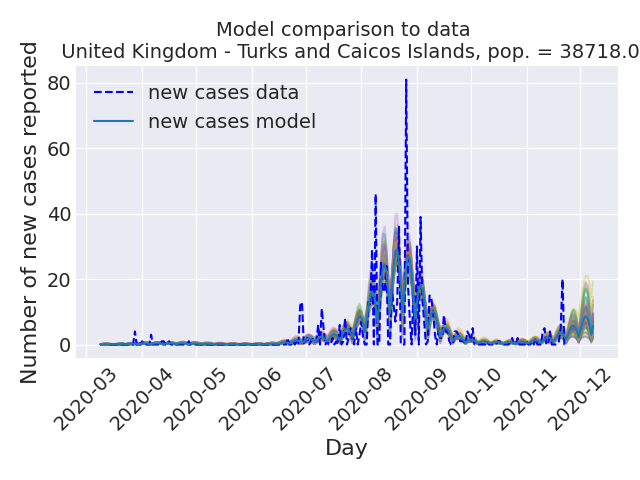 Model comparison to data
United Kingdom - Turks and Caicos Islands, pop. = 38718.0
Number of new cases reported
80
60
40
20
0
new cases data
new cases model
2020-03
2020-04
2020-05
2020-06
2020-07
2020-08
2020-09
2020-10
2020-11
2020-12
Day